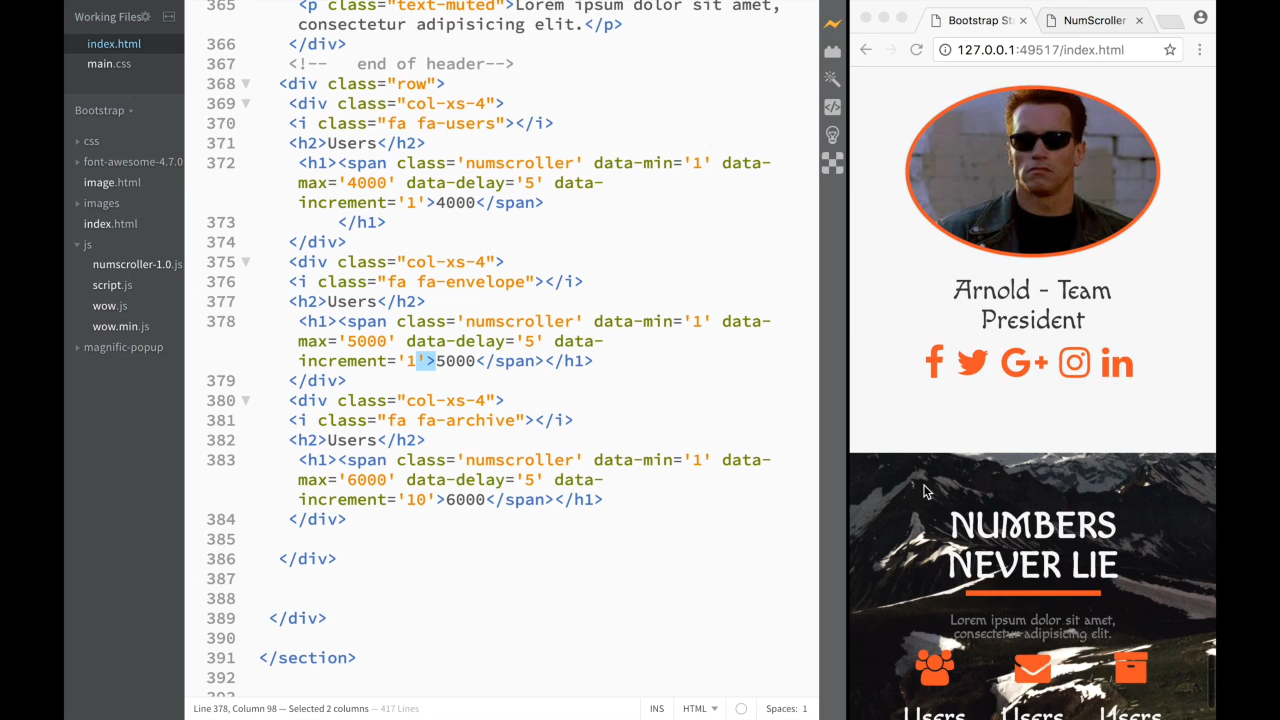 Working Files
index.html
main.css
Bootstrap
css
font-awesome-4.7.0
image.html
images
index.html
js
numscroller-1.0.js
script.js
wow.js
wow.min.js
magnific-popup
365 <p class="text-muted">Lorem ipsum dolor sit amet,
consectetur adipisicing elit.</p>
366 </div>
367 <!--   end of header-->
368 <div class="row">
369 <div class="col-xs-4">
370 <i class="fa fa-users"></i>
371 <h2>Users</h2>
372 <h1><span class='numscroller' data-min='1' data-
max='4000' data-delay='5' data-
increment='1'>4000</span>
373 </h1>
374 </div>
375 <div class="col-xs-4">
376 <i class="fa fa-envelope"></i>
377 <h2>Users</h2>
378 <h1><span class='numscroller' data-min='1' data-
max='5000' data-delay='5' data-
increment='1'>5000</span></h1>
379 </div>
380 <div class="col-xs-4">
381 <i class="fa fa-archive"></i>
382 <h2>Users</h2>
383 <h1><span class='numscroller' data-min='1' data-
max='6000' data-delay='5' data-
increment='10'>6000</span></h1>
384 </div>
385
386 </div>
387
388
389 </div>
390
391 </section>
392
Line 378, Column 98 — Selected 2 columns — 417 Lines
INS
HTML
Spaces: 1
Bootstrap St
NumScroller
127.0.0.1:49517/index.html
Arnold - Team
President
NUMBERS
NEVER LIE
Lorem ipsum dolor sit amet,
consectetur adipisicing elit.
Users Users Users